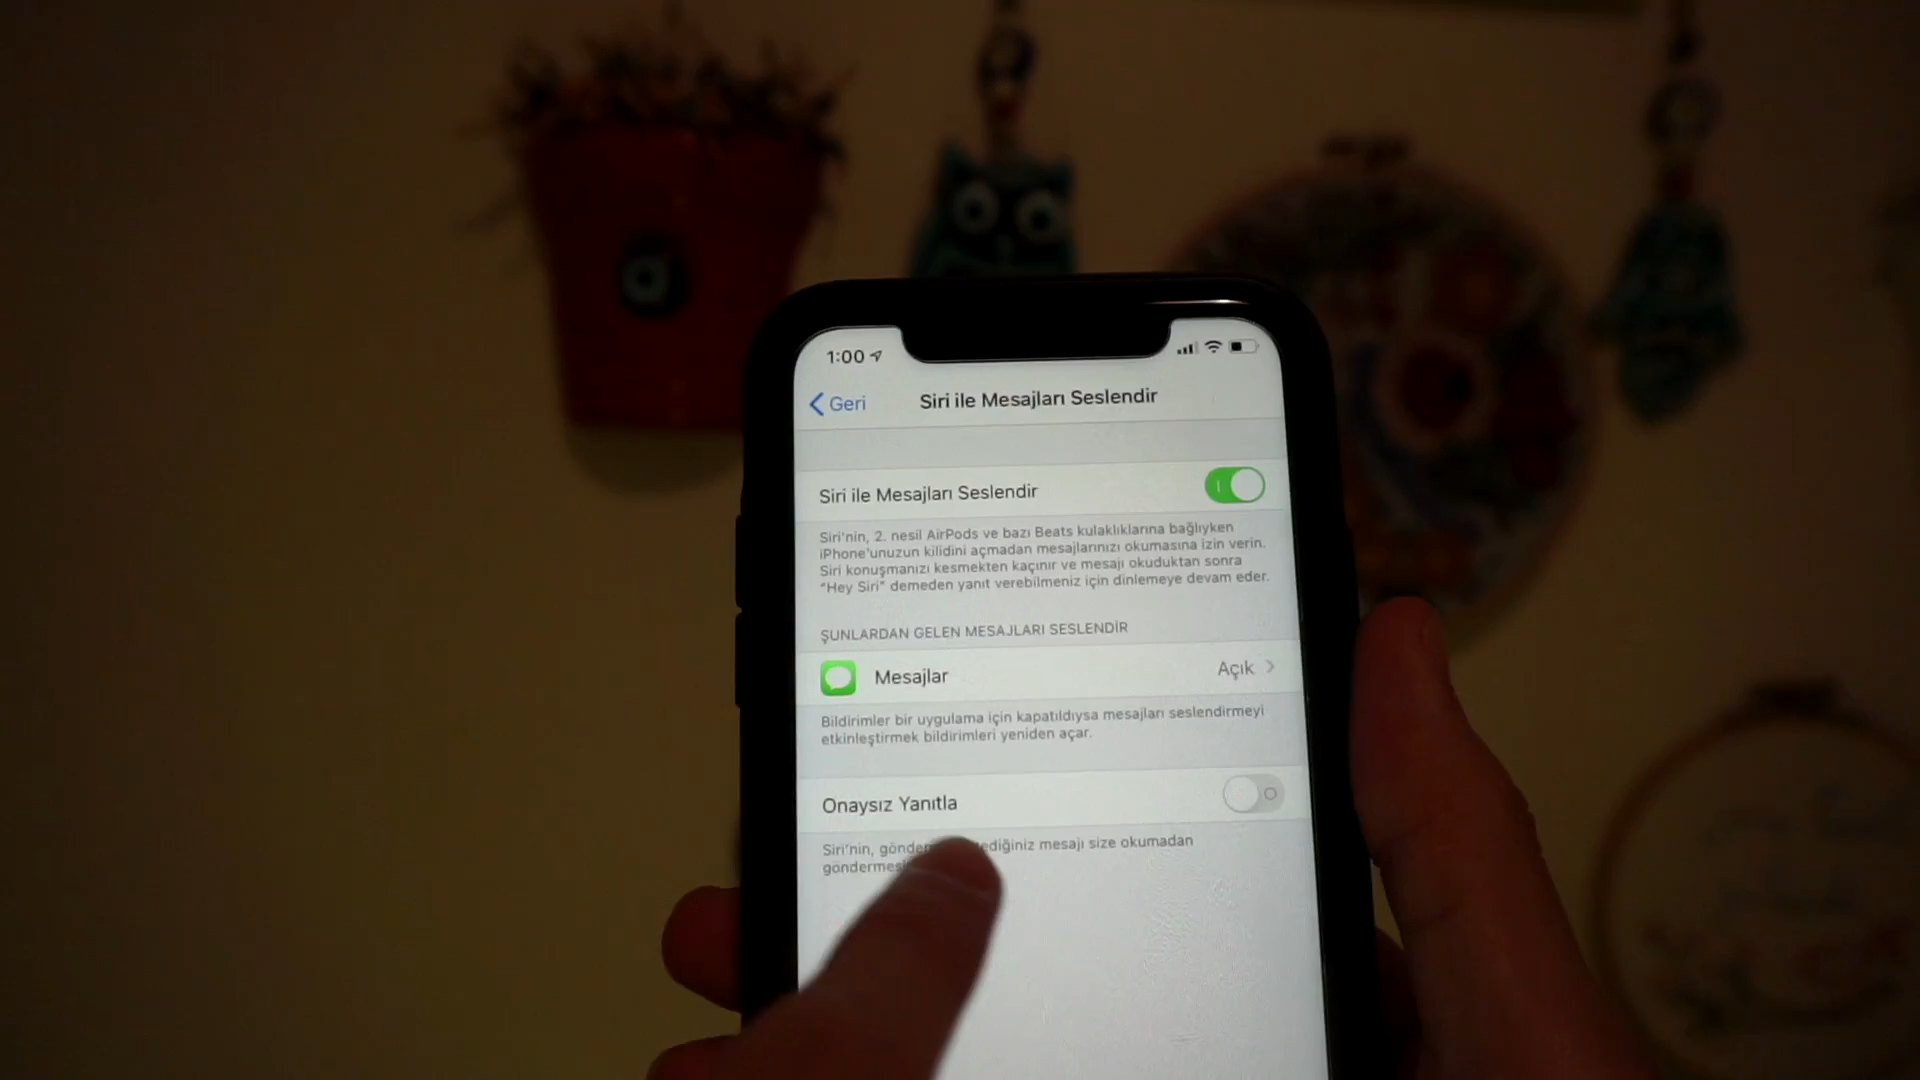 1:00
Geri
Siri ile Mesajları Seslendir
Siri ile Mesajları Seslendir
Siri'nin, 2. nesil AirPods ve bazı Beats kulaklıklarına bağlıyken
iPhone'unuzun kilidini açmadan mesajlarınızı okumasına izin verin.
Siri konuşmanızı kesmekten kaçınır ve mesajı okuduktan sonra
"Hey Siri" demeden yanıt verebilmeniz için dinlemeye devam eder.
ŞUNLARDAN GELEN MESAJLARI SESLENDİR
Mesajlar
Açık
Bildirimler bir uygulama için kapatıldıysa mesajları seslendirmeyi
etkinleştirmek bildirimleri yeniden açar.
Onaysız Yanıtla
Siri'nin, mesajı size okumadan